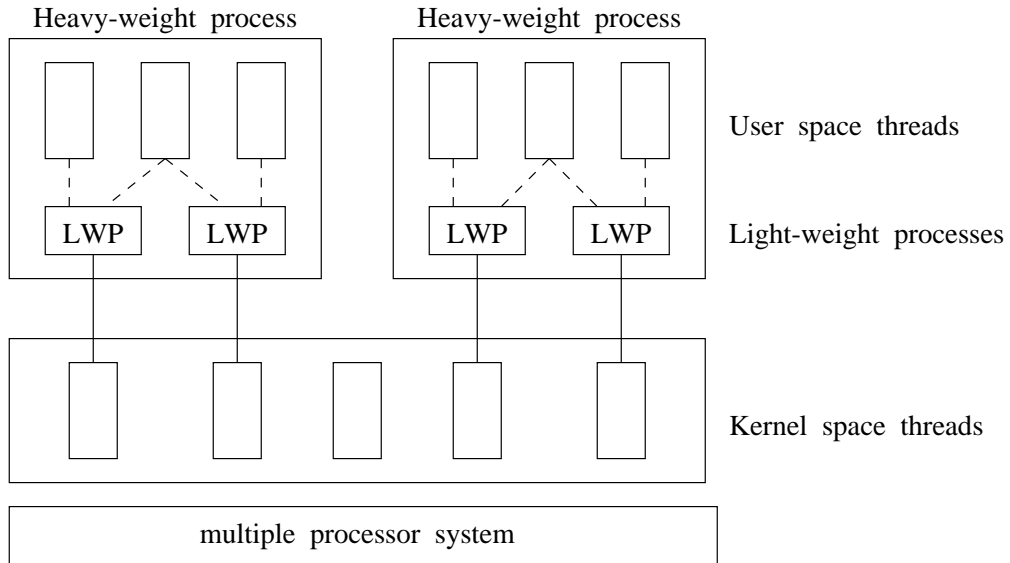 Heavy-weight process
Heavy-weight process
User space threads
LWP
LWP
LWP
LWP
Light-weight processes
Kernel space threads
multiple processor system